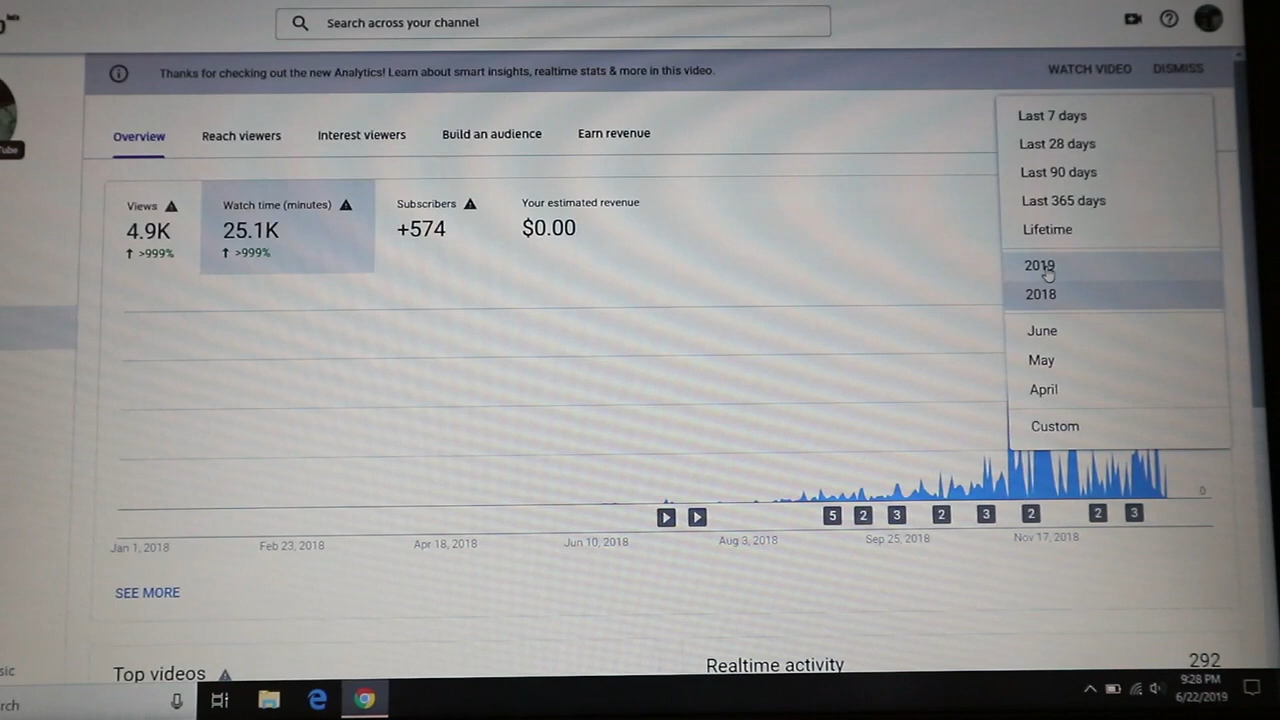 Search across your channel
Thanks for checking out the new Analytics! Learn about smart insights, realtime stats & more in this video.
WATCH VIDEO
DISMISS
Overview
Reach viewers
Interest viewers
Build an audience
Earn revenue
Last 7 days
Last 28 days
Last 90 days
Last 365 days
Lifetime
2019
2018
June
May
April
Custom
Views
4.9K
>999%
Watch time (minutes)
25.1K
>999%
Subscribers
+574
Your estimated revenue
$0.00
0
5
2
3
2
3
2
2
3
Jan 1, 2018
Feb 23, 2018
Apr 18, 2018
Jun 10, 2018
Aug 3, 2018
Sep 25, 2018
Nov 17, 2018
SEE MORE
Top videos
Realtime activity
292
9:28 PM
6/22/2019